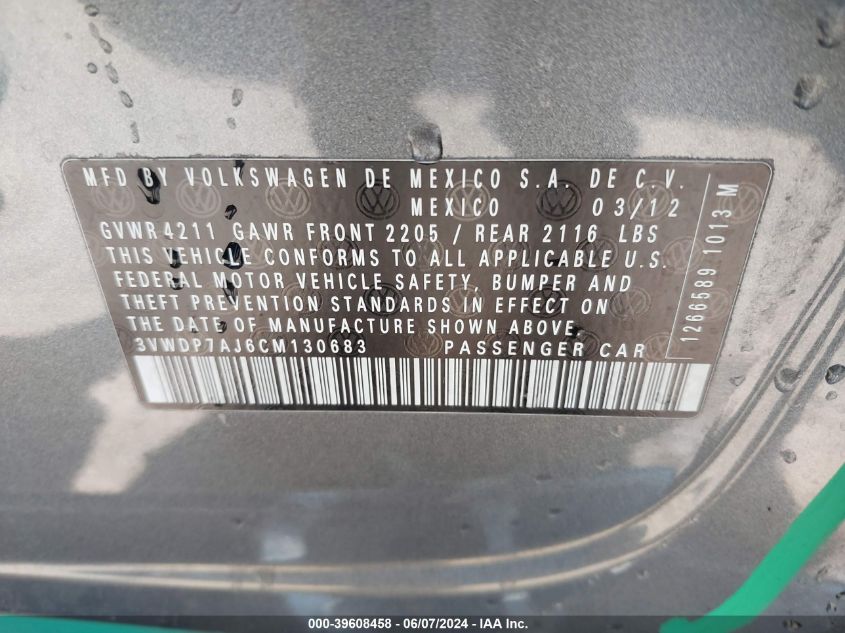 MFD BY VOLKSWAGEN DE MEXICO S.A. DE C.V.
MEXICO 03/12
GVWR 4211 GAWR FRONT 2205 / REAR 2116 LBS
THIS VEHICLE CONFORMS TO ALL APPLICABLE U.S.
FEDERAL MOTOR VEHICLE SAFETY, BUMPER AND
THEFT PREVENTION STANDARDS IN EFFECT ON
THE DATE OF MANUFACTURE SHOWN ABOVE.
3VWDP7AJ6CM130683 PASSENGER CAR
1266589 1013 M
000-39608458 - 06/07/2024 - IAA Inc.